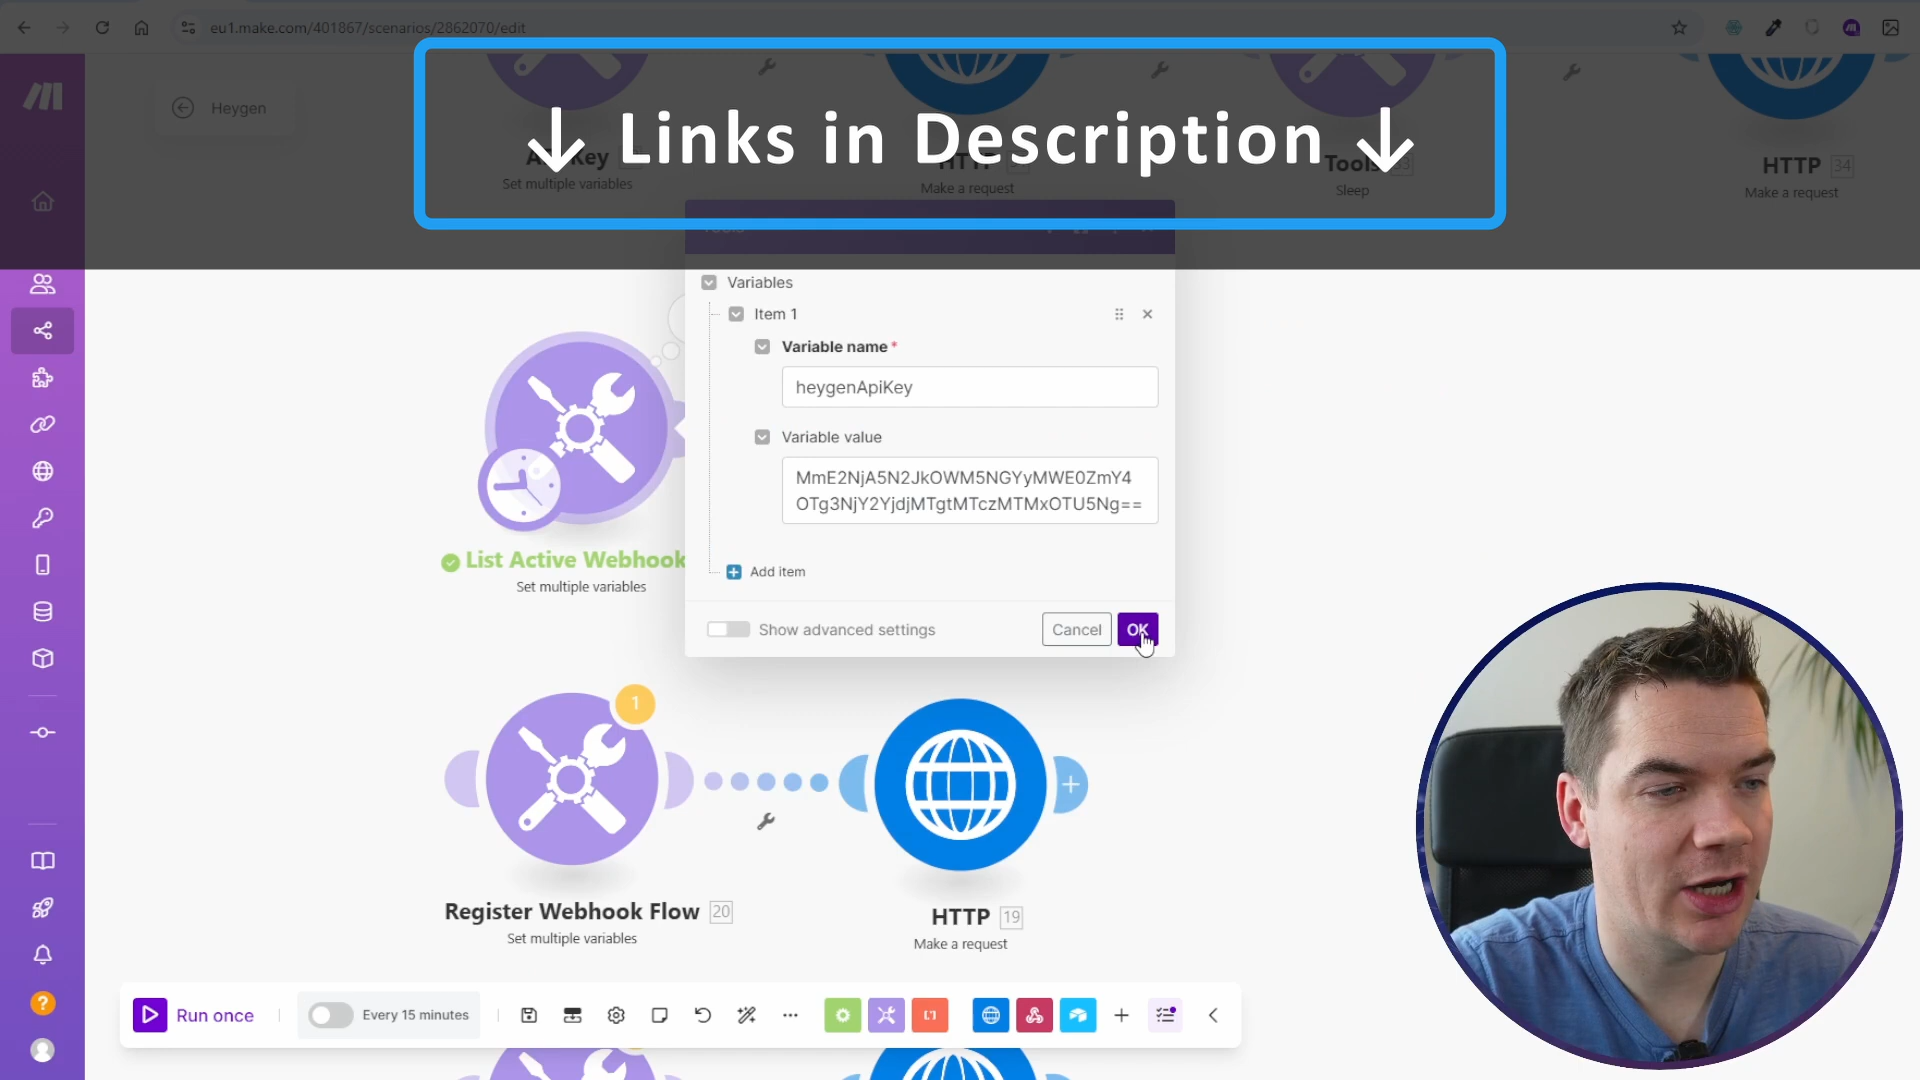 eu1.make.com/401867/scenarios/2862070/edit
Heygen
↓ Links in Description ↓
Set multiple variables
HTTP
Make a request
Tools
Sleep
HTTP 34
Make a request
Variables
Item 1
Variable name *
heygenApiKey
Variable value
MmE2NjA5N2JkOWM5NGYyMWE0ZmY4
OTg3NjY2YjdjMTgtMTczMTMxOTU5Ng==
Add item
Show advanced settings
Cancel
OK
List Active Webhook
Set multiple variables
1
Register Webhook Flow 20
Set multiple variables
HTTP 19
Make a request
Run once
Every 15 minutes